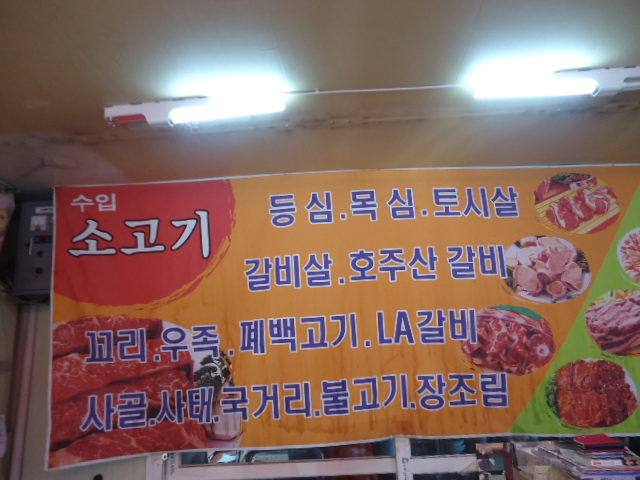 수입
소고기
등심.목심.토시살
갈비살.호주산 갈비
꼬리.우족.폐백고기.LA갈비
사골.사태.국거리.불고기.장조림